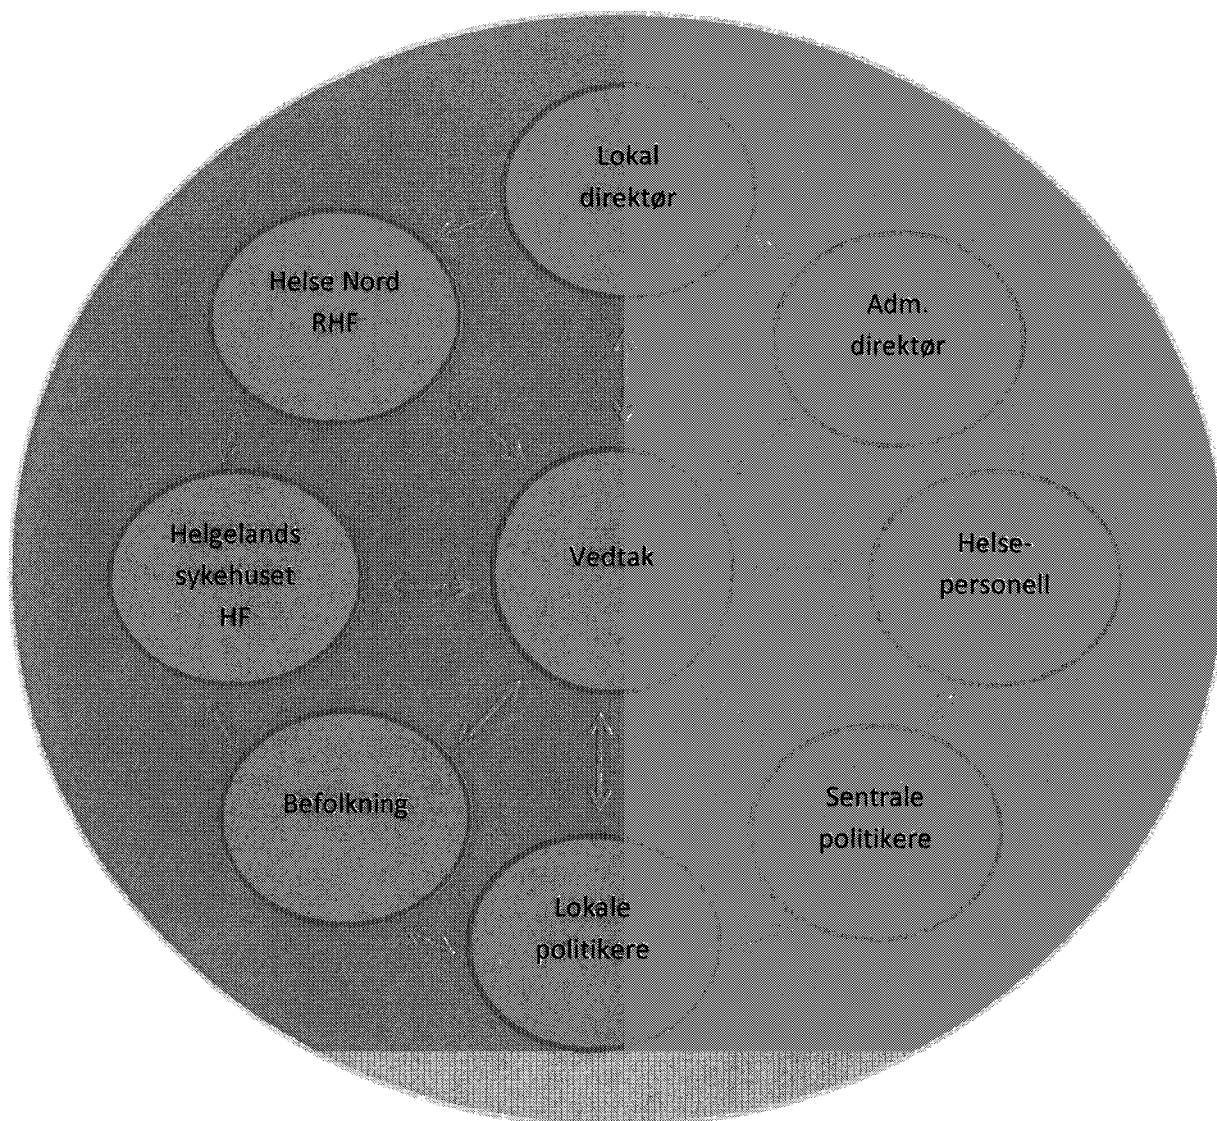 Lokal
direktør
Helse Nord
RHF
Adm.
direktør
Helgelands
sykehuset
HF
Vedtak
Helse-
personell
Befolkning
Sentrale
politikere
Lokale
politikere